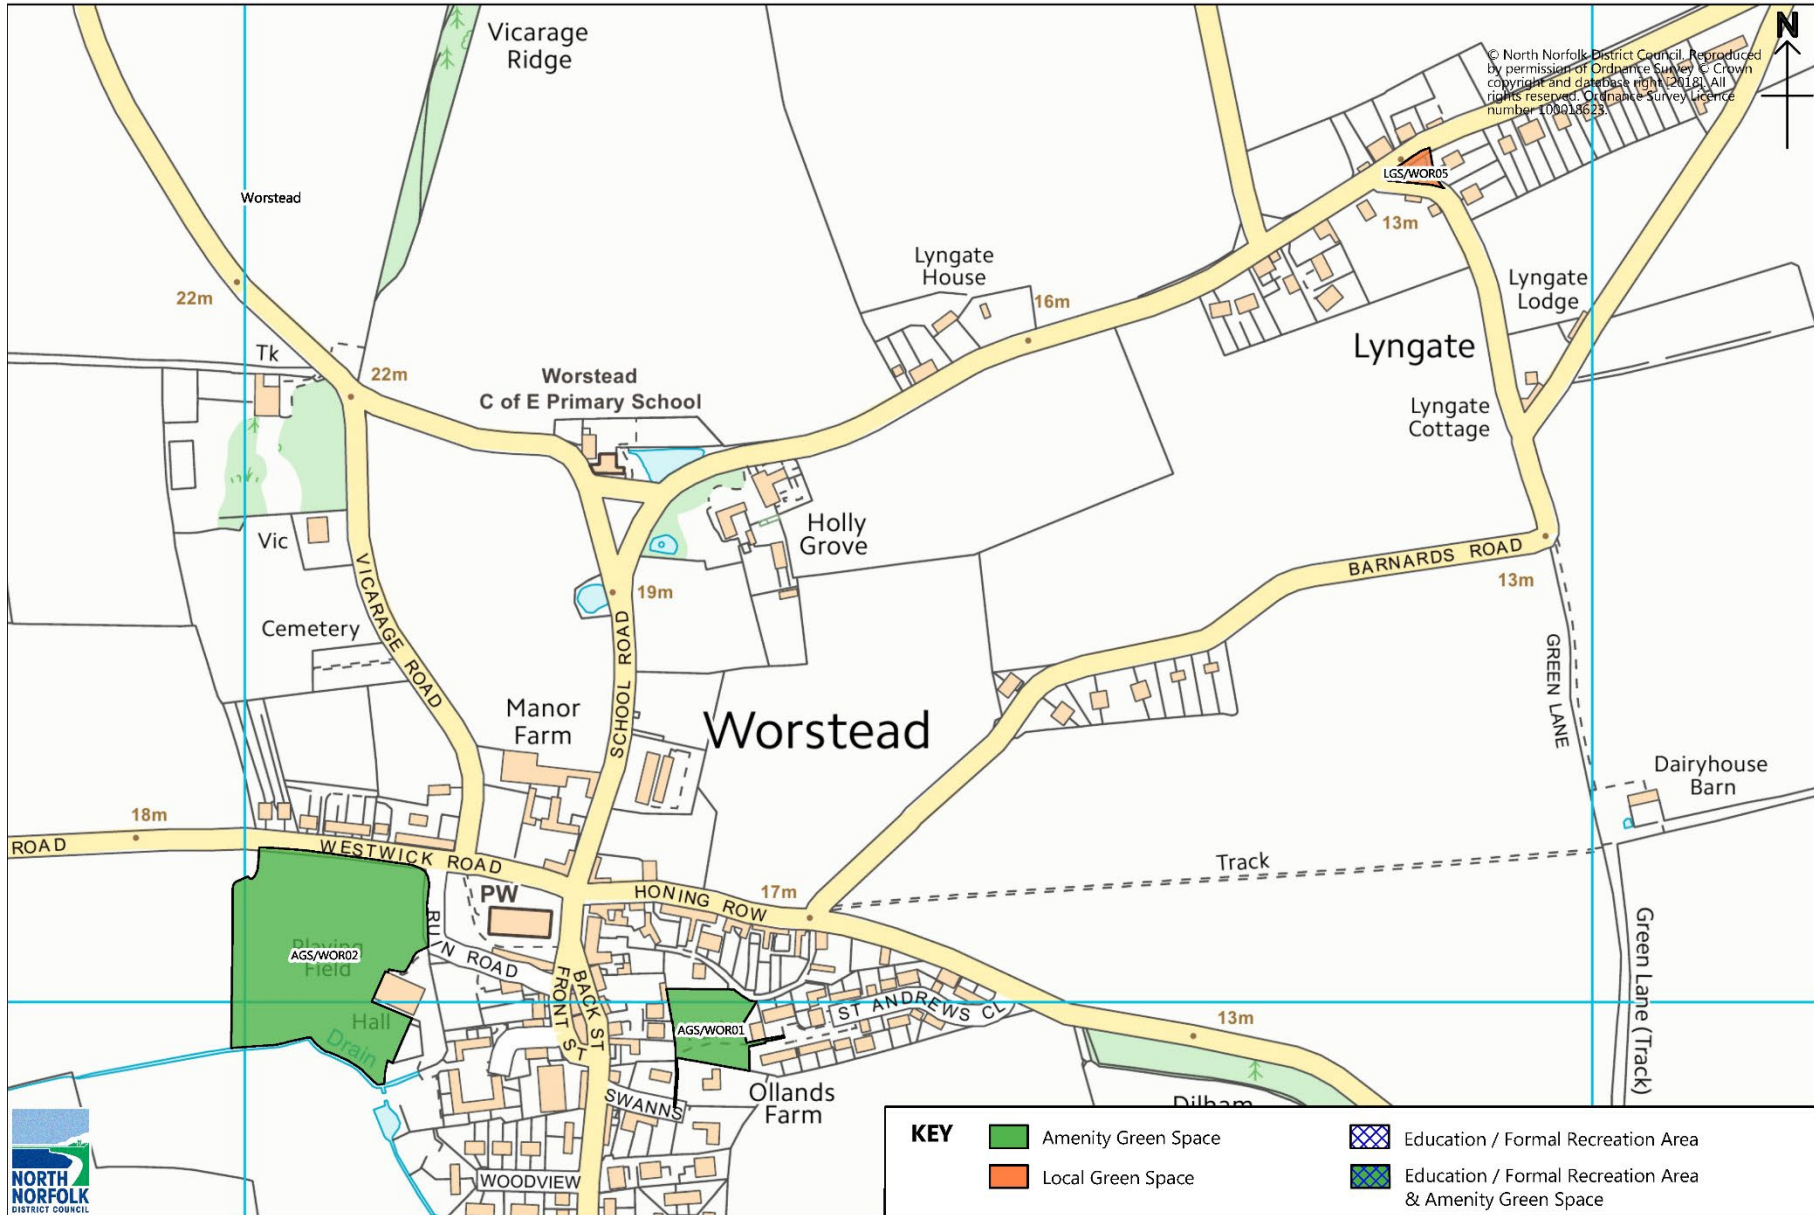 Vicarage
Ridge
N
© North Norfolk District Council. Reproduced
by permission of Ordnance Survey © Crown
copyright and database right [2018]. All
rights reserved. Ordnance Survey Licence
number 100018623.
LGS/WOR05
Worstead
13m
Lyngate
House
Lyngate
Lodge
22m
16m
Lyngate
Tk
22m
Worstead
C of E Primary School
Lyngate
Cottage
Holly
Grove
Vic
BARNARDS ROAD
13m
VICARAGE ROAD
19m
Cemetery
SCHOOL ROAD
GREEN LANE
Manor
Farm
Worstead
Dairyhouse
Barn
18m
ROAD
WESTWICK ROAD
Track
PW
HONING ROW
17m
RUIN ROAD
Playing
Field
AGS/WOR02
Green Lane (Track)
FRONT ST
BACK ST
ST ANDREWS CL
Hall
AGS/WOR01
13m
Drain
Ollands
Farm
SWANNS
Dilham
WOODVIEW
KEY
Amenity Green Space
Local Green Space
Education / Formal Recreation Area
Education / Formal Recreation Area
& Amenity Green Space
NORTH
NORFOLK
DISTRICT COUNCIL